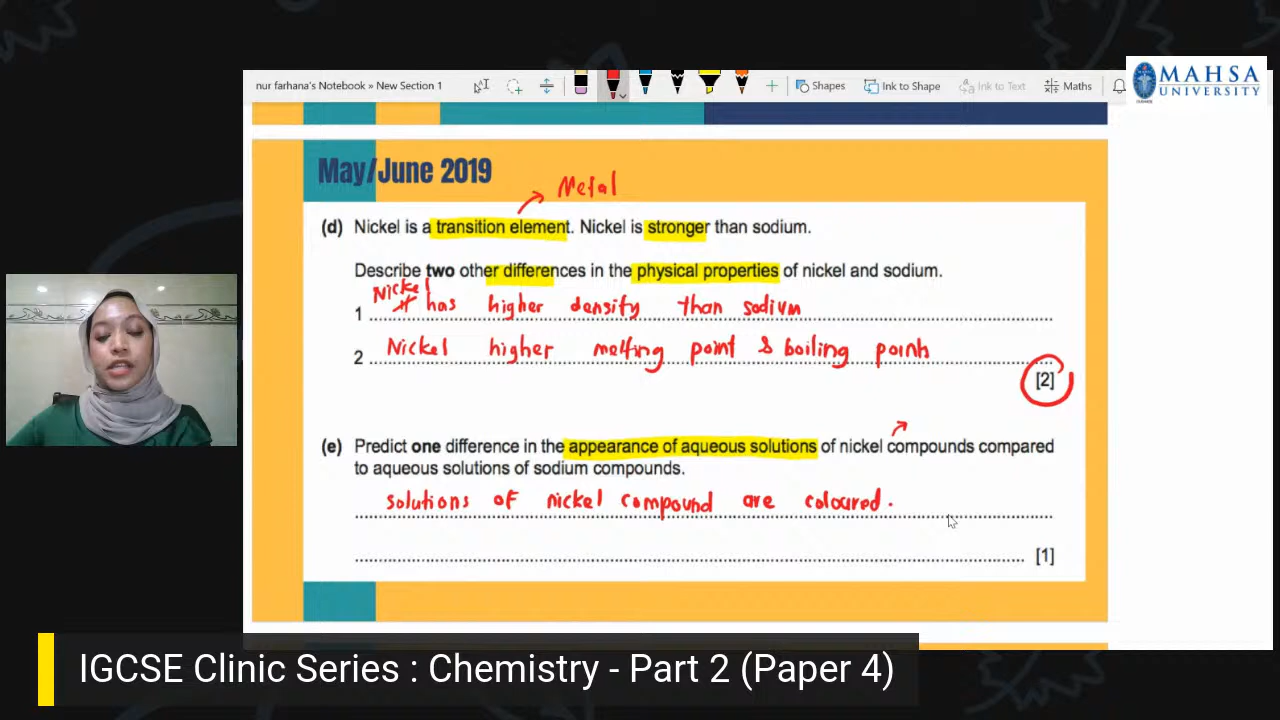 nur farhana's Notebook » New Section 1
Shapes
Ink to Shape
Ink to Text
Maths
MAHSA
UNIVERSITY
May/June 2019
Metal
(d) Nickel is a transition element. Nickel is stronger than sodium.
Describe two other differences in the physical properties of nickel and sodium.
Nickel
1 It has higher density than sodium
2 Nickel higher melting point & boiling point
[2]
(e) Predict one difference in the appearance of aqueous solutions of nickel compounds compared
to aqueous solutions of sodium compounds.
solutions of nickel compound are coloured.
[1]
IGCSE Clinic Series : Chemistry - Part 2 (Paper 4)